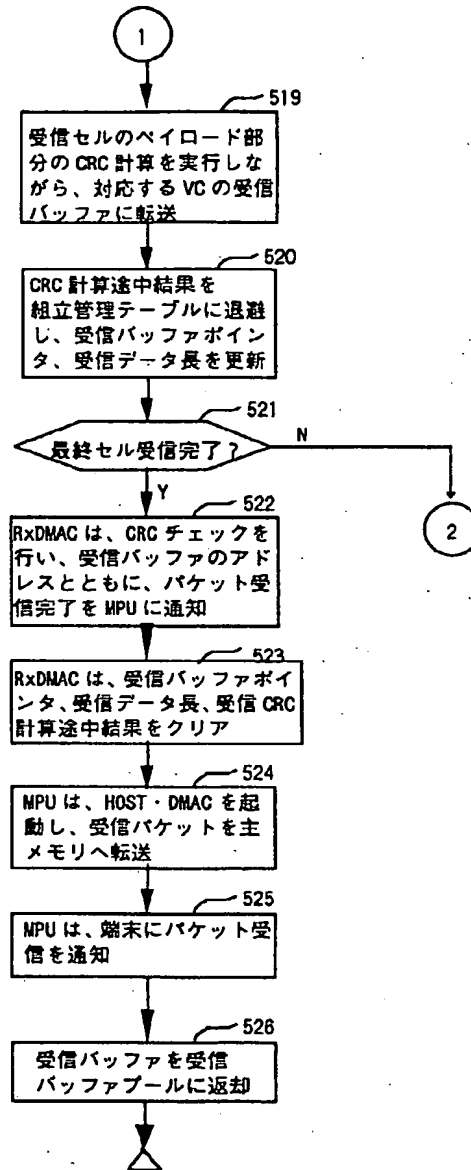 1
519
受信セルのペイロード部
分の CRC 計算を実行しな
がら、対応する VC の受信
バッファに転送
520
CRC 計算途中結果を
組立管理テーブルに退避
し、受信バッファポイン
タ、受信データ長を更新
521
最終セル受信完了?
N
Y
2
522
RxDMAC は、CRC チェックを
行い、受信バッファのアド
レスとともに、パケット受
信完了を MPU に通知
523
RxDMAC は、受信バッファポイ
ンタ、受信データ長、受信 CRC
計算途中結果をクリア
524
MPU は、HOST・DMAC を起
動し、受信パケットを主
メモリへ転送
525
MPU は、端末にパケット受
信を通知
526
受信バッファを受信
バッファプールに返却